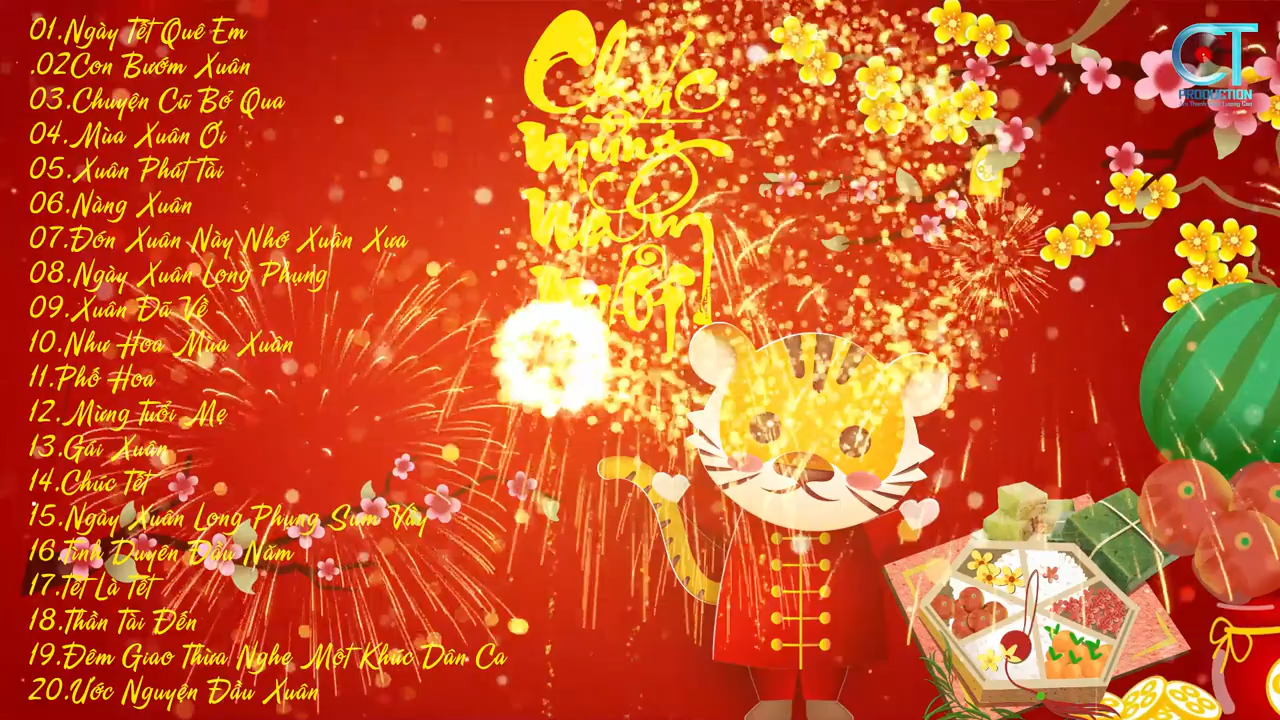 01.Ngày Tết Quê Em
.02Con Bướm Xuân
03.Chuyện Cũ Bỏ Qua
04.Mùa Xuân Ơi
05.Xuân Phát Tài
06.Nàng Xuân
07.Đón Xuân Này Nhớ Xuân Xưa
08.Ngày Xuân Long Phụng
09.Xuân Đã Về
10.Như Hoa Mùa Xuân
11.Phố Hoa
12.Mừng Tuổi Mẹ
13.Gái Xuân
14.Chúc Tết
15.Ngày Xuân Long Phụng Sum Vầy
16.Tình Duyên Đầu Năm
17.Tết Là Tết
18.Thần Tài Đến
19.Đêm Giao Thừa Nghe Một Khúc Dân Ca
20.Ước Nguyện Đầu Xuân
Chúc
mừng
năm
mới
CT
PRODUCTION